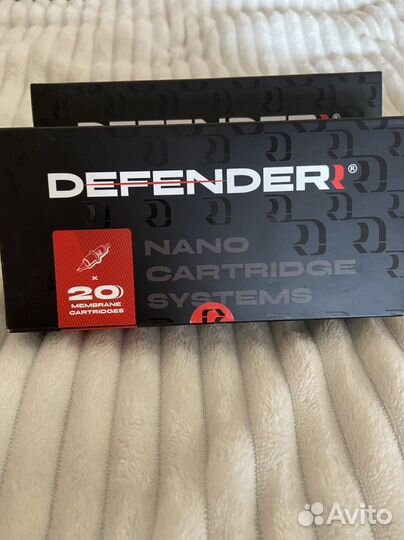 DEFENDERR®
NANO
CARTRIDGE
SYSTEMS
x
20
MEMBRANE
CARTRIDGES
Avito